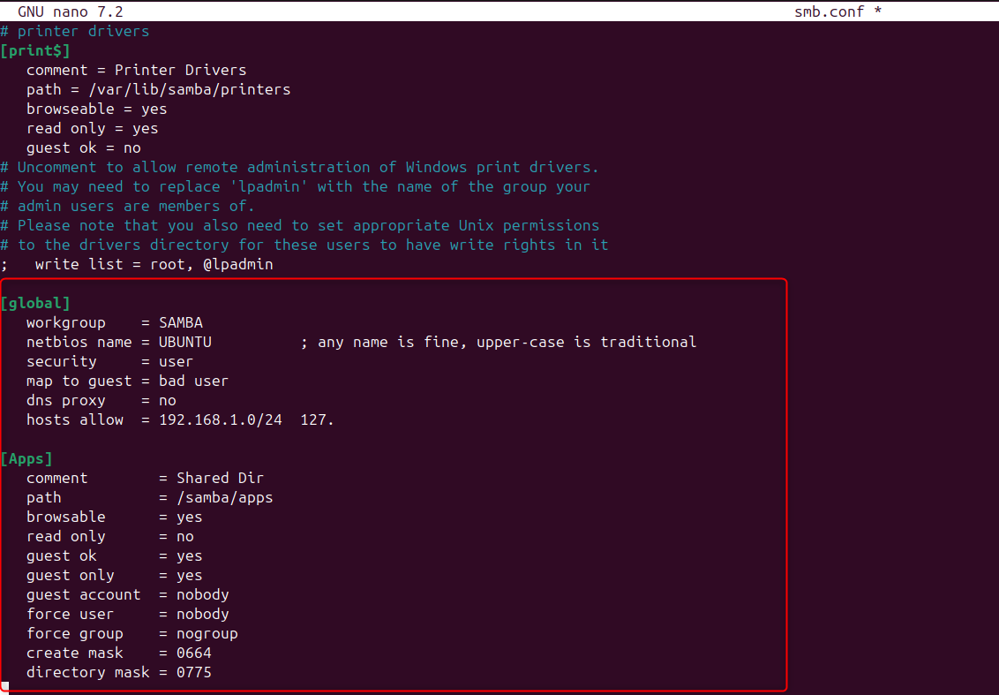 GNU nano 7.2 smb.conf *
# printer drivers
[print$]
comment = Printer Drivers
path = /var/lib/samba/printers
browseable = yes
read only = yes
guest ok = no
# Uncomment to allow remote administration of Windows print drivers.
# You may need to replace 'lpadmin' with the name of the group your
# admin users are members of.
# Please note that you also need to set appropriate Unix permissions
# to the drivers directory for these users to have write rights in it
;   write list = root, @lpadmin
[global]
workgroup    = SAMBA
netbios name = UBUNTU          ; any name is fine, upper-case is traditional
security     = user
map to guest = bad user
dns proxy    = no
hosts allow  = 192.168.1.0/24  127.
[Apps]
comment        = Shared Dir
path           = /samba/apps
browsable      = yes
read only      = no
guest ok       = yes
guest only     = yes
guest account  = nobody
force user     = nobody
force group    = nogroup
create mask    = 0664
directory mask = 0775